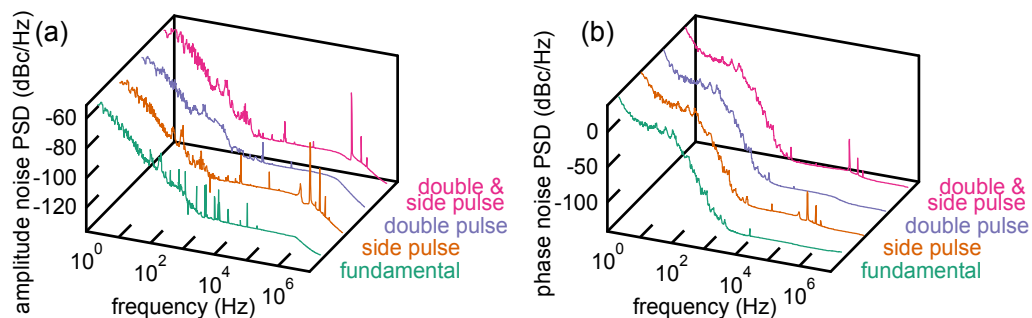 (a)
amplitude noise PSD (dBc/Hz)
-60
-80
-100
-120
10^0
10^2
10^4
10^6
frequency (Hz)
double &
side pulse
double pulse
side pulse
fundamental
(b)
phase noise PSD (dBc/Hz)
0
-50
-100
10^0
10^2
10^4
10^6
frequency (Hz)
double &
side pulse
double pulse
side pulse
fundamental